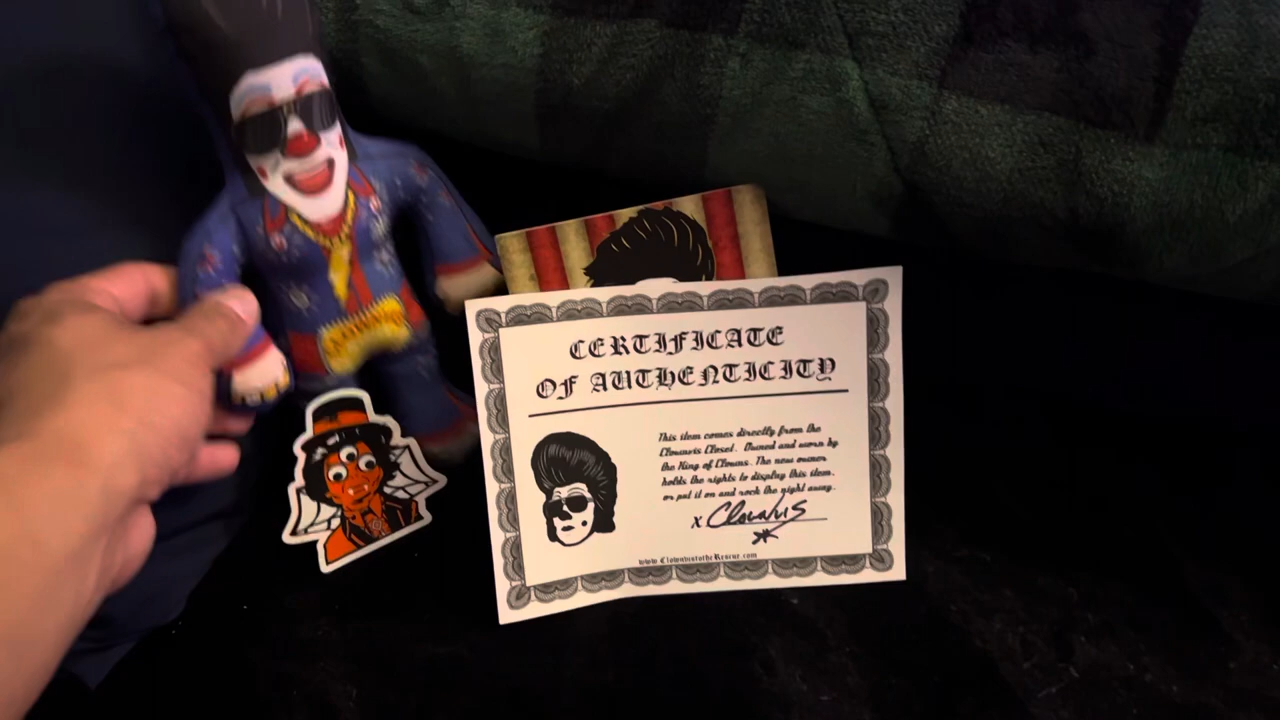 CERTIFICATE
OF AUTHENTICITY
This item comes directly from the
Clownvis Closet. Owned and worn by
the King of Clowns. The new owner
holds the rights to display this item,
or put it on and rock the night away.
x Clownvis
www.ClownvistotheRescue.com